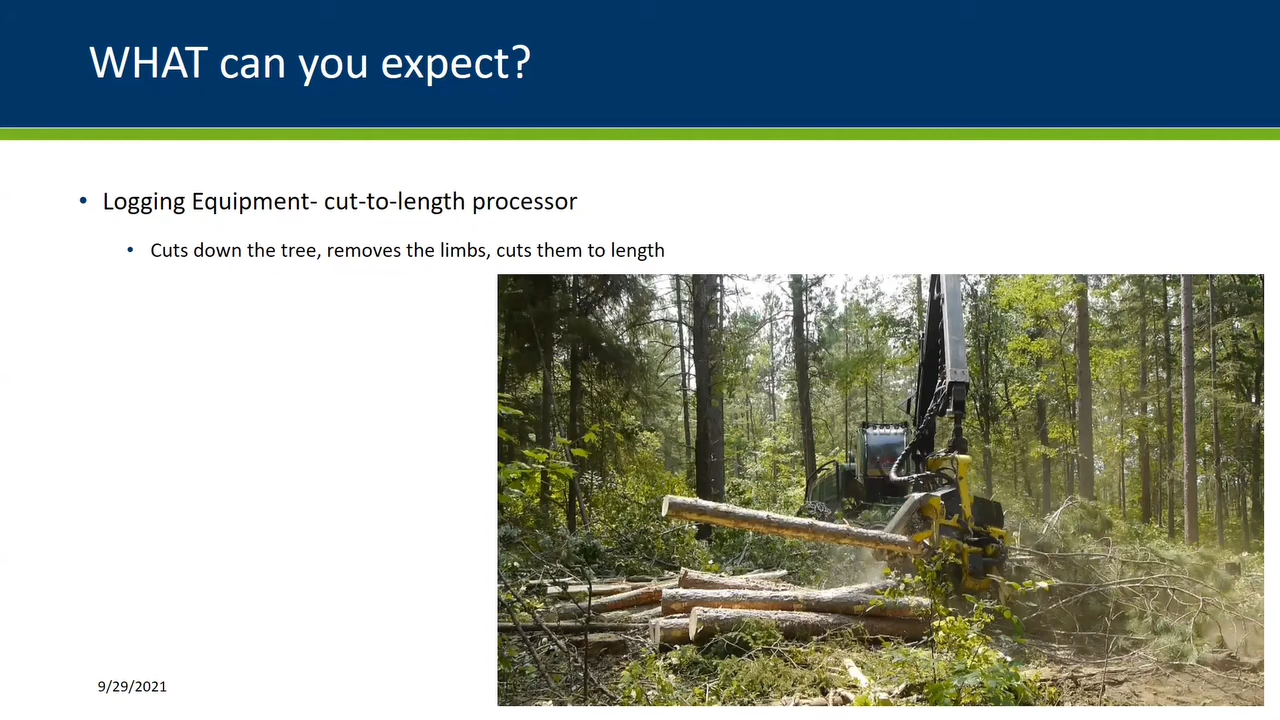 WHAT can you expect?
• Logging Equipment- cut-to-length processor
• Cuts down the tree, removes the limbs, cuts them to length
9/29/2021